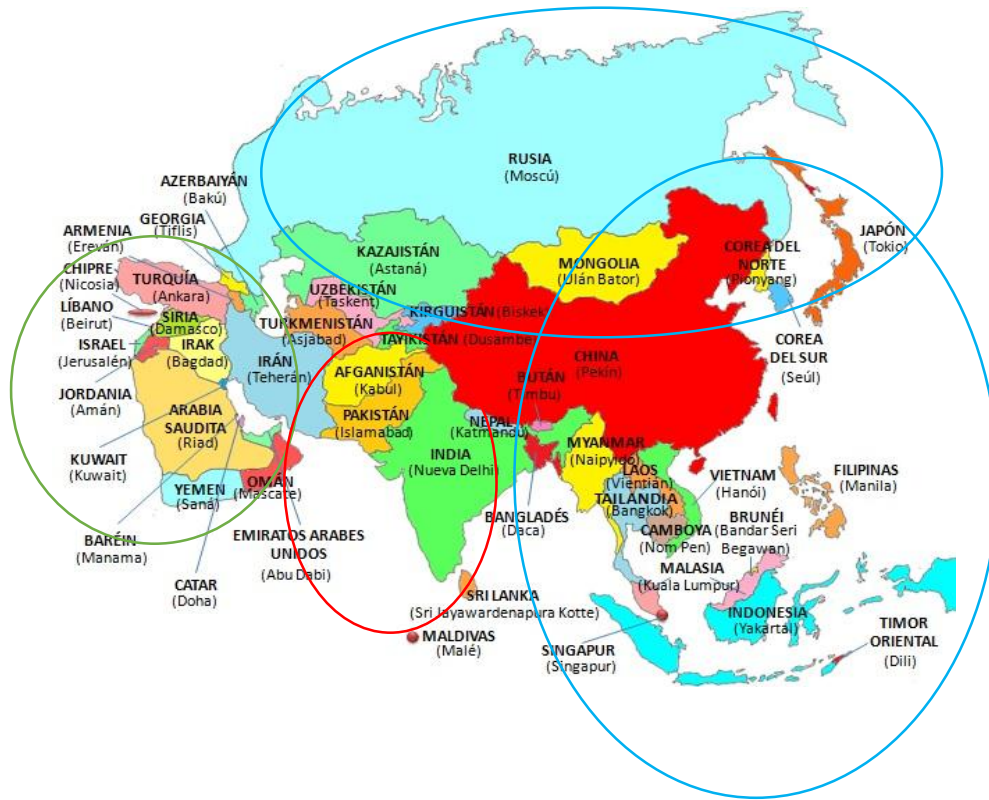 RUSIA
(Moscú)
AZERBAIYÁN
(Bakú)
GEORGIA
(Tiflis)
ARMENIA
(Ereván)
CHIPRE
(Nicosia)
TURQUÍA
(Ankara)
LÍBANO
(Beirut)
SIRIA
(Damasco)
ISRAEL
(Jerusalén)
IRAK
(Bagdad)
JORDANIA
(Amán)
ARABIA
SAUDITA
(Riad)
KUWAIT
(Kuwait)
YEMEN
(Saná)
OMÁN
(Mascate)
BARÉIN
(Manama)
CATAR
(Doha)
EMIRATOS ARABES
UNIDOS
(Abu Dabi)
IRÁN
(Teherán)
KAZAJISTÁN
(Astaná)
UZBEKISTÁN
(Taskent)
TURKMENISTÁN
(Asjabad)
KIRGUISTÁN (Biskek)
TAYIKISTÁN (Dusambe)
AFGANISTÁN
(Kabúl)
PAKISTÁN
(Islamabad)
INDIA
(Nueva Delhi)
NEPAL
(Katmandú)
BUTÁN
(Timbu)
BANGLADÉS
(Daca)
SRI LANKA
(Sri Jayawardenapura Kotte)
MALDIVAS
(Malé)
MONGOLIA
(Ulán Bator)
CHINA
(Pekín)
COREA DEL
NORTE
(Pionyang)
JAPÓN
(Tokio)
COREA
DEL SUR
(Seúl)
MYANMAR
(Naipyido)
LAOS
(Vientián)
TAILANDIA
(Bangkok)
VIETNAM
(Hanói)
CAMBOYA
(Nom Pen)
FILIPINAS
(Manila)
BRUNÉI
(Bandar Seri
Begawan)
MALASIA
(Kuala Lumpur)
INDONESIA
(Yakarta)
SINGAPUR
(Singapur)
TIMOR
ORIENTAL
(Dili)